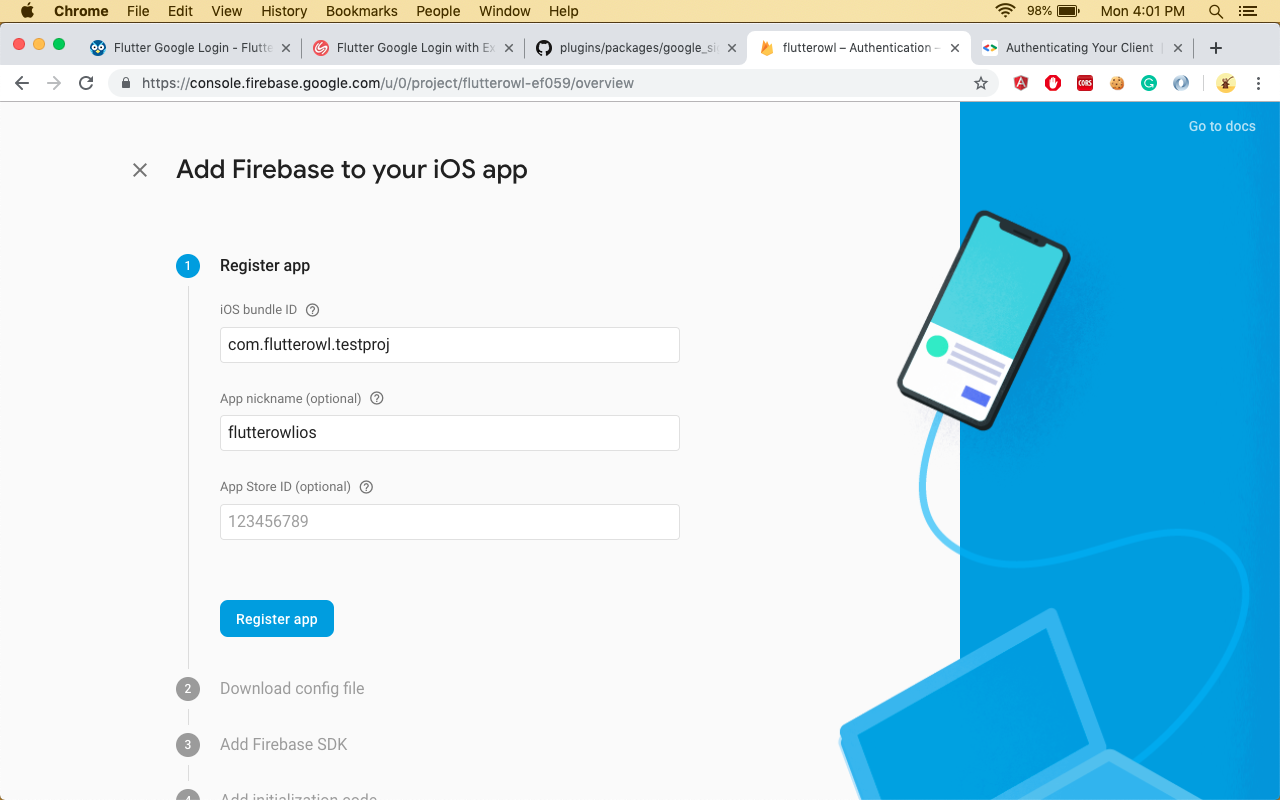 Chrome File Edit View History Bookmarks People Window Help 98% Mon 4:01 PM
Flutter Google Login - Flutte Flutter Google Login with Ex plugins/packages/google_si flutterowl – Authentication – Authenticating Your Client
https://console.firebase.google.com/u/0/project/flutterowl-ef059/overview CORS
Go to docs
Add Firebase to your iOS app
1 Register app
iOS bundle ID ?
com.flutterowl.testproj
App nickname (optional) ?
flutterowlios
App Store ID (optional) ?
123456789
Register app
2 Download config file
3 Add Firebase SDK
4 Add initialization code